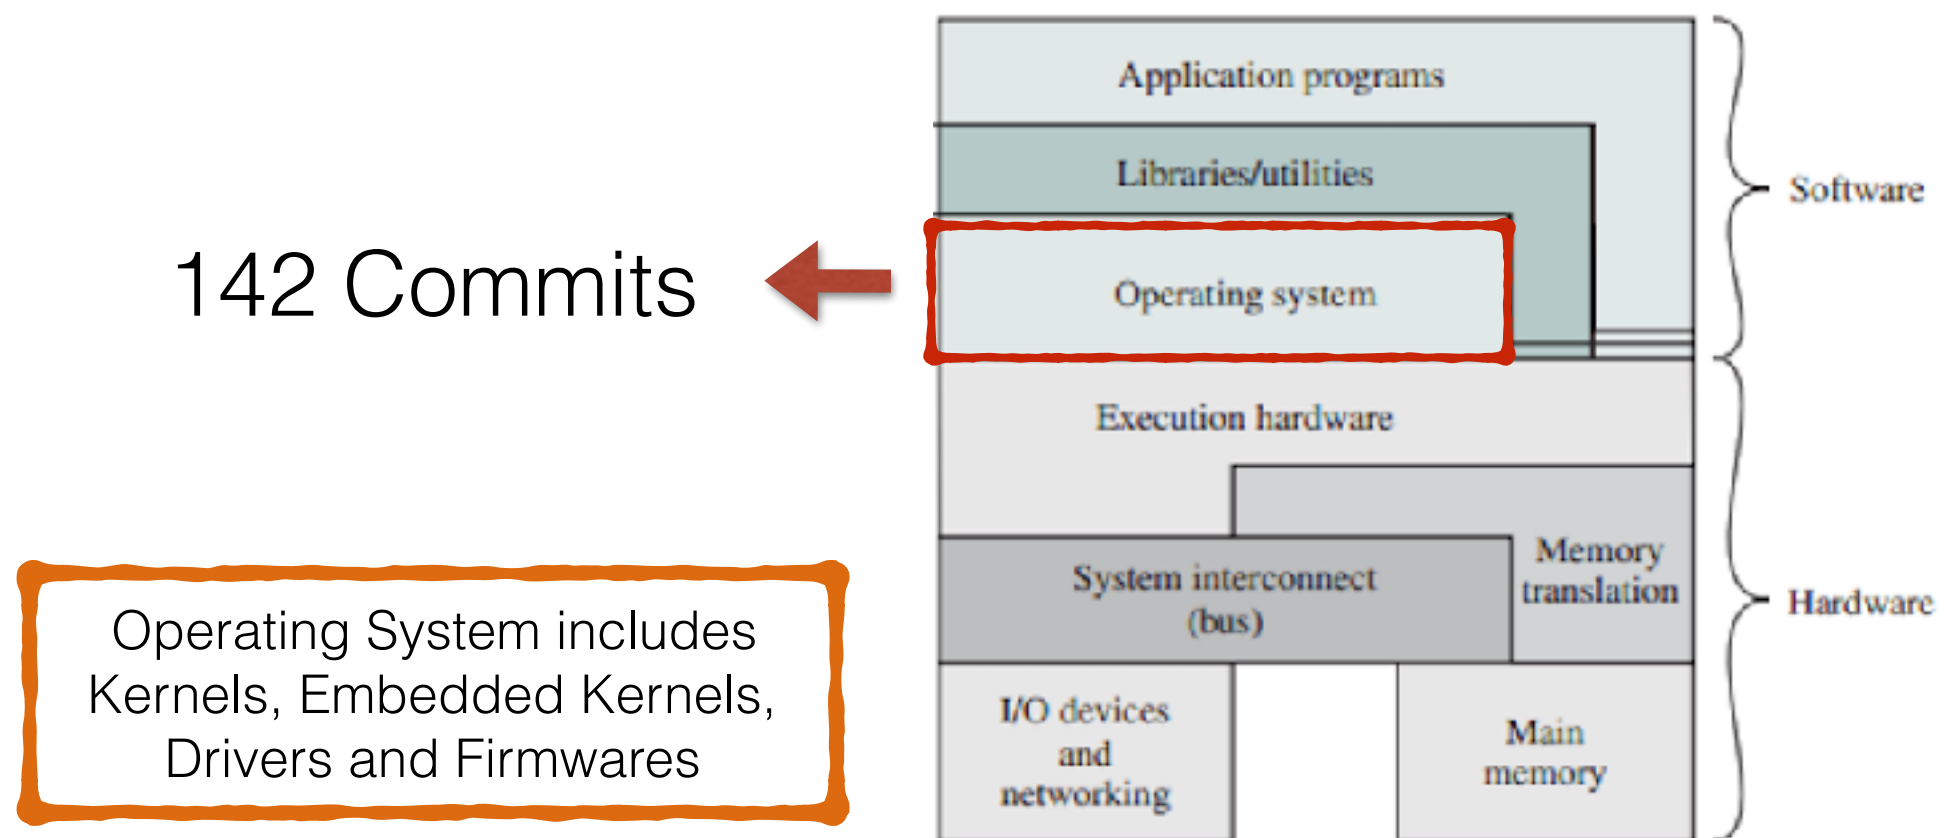 142 Commits
Operating System includes
Kernels, Embedded Kernels,
Drivers and Firmwares
Application programs
Libraries/utilities
Operating system
Execution hardware
Memory
translation
System interconnect
(bus)
I/O devices
and
networking
Main
memory
Software
Hardware